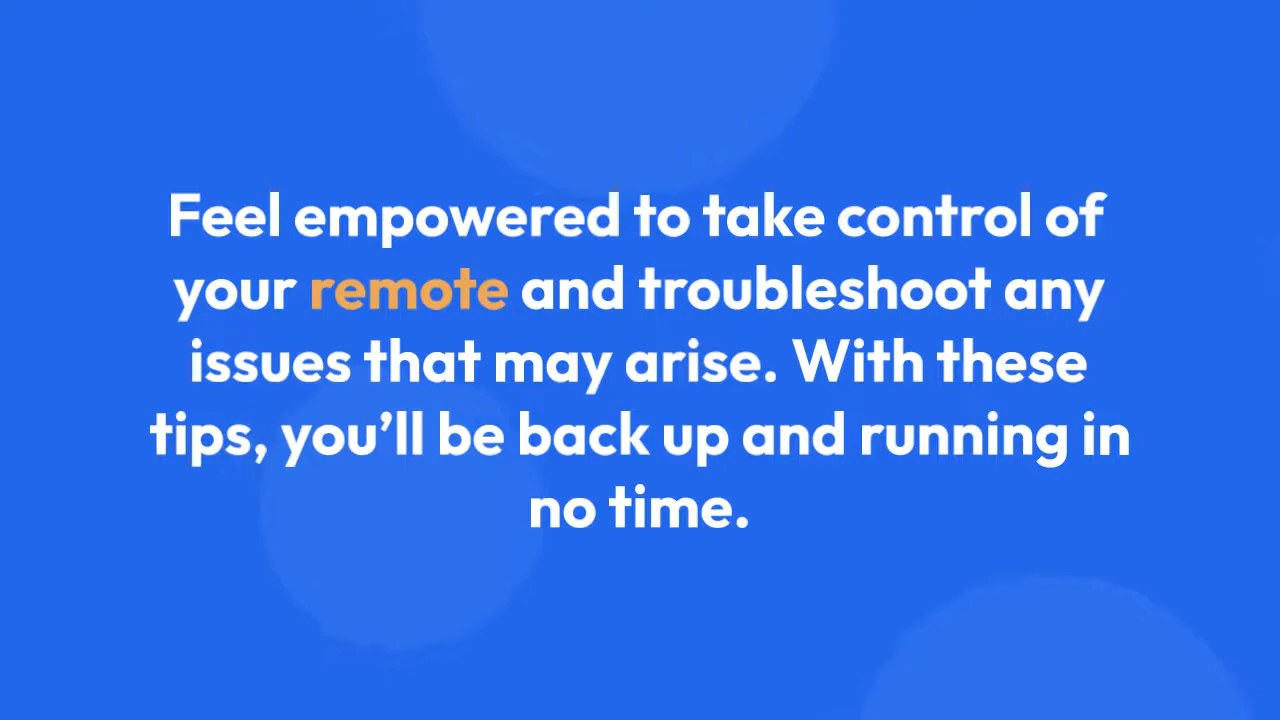 Feel empowered to take control of
your remote and troubleshoot any
issues that may arise. With these
tips, you’ll be back up and running in
no time.